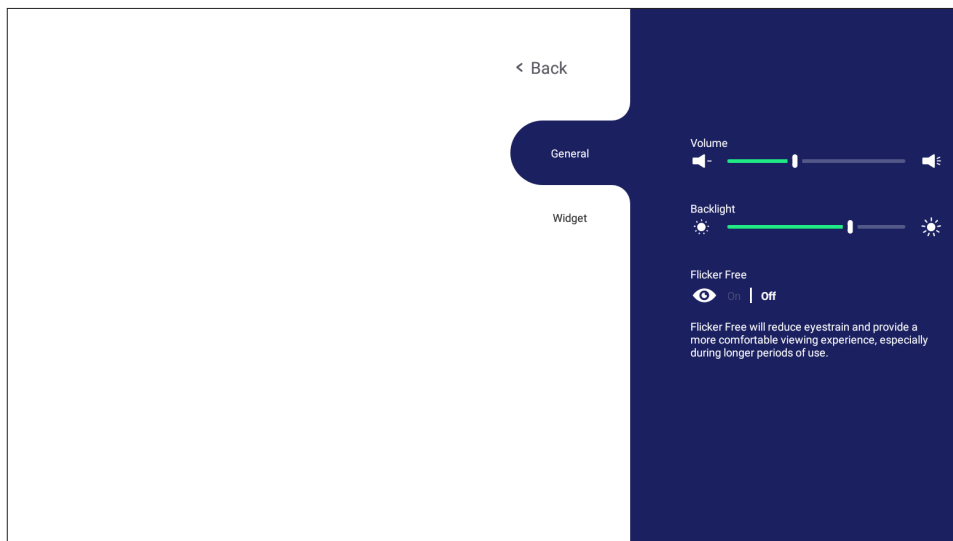 < Back
General
Widget
Volume
Backlight
Flicker Free
On | Off
Flicker Free will reduce eyestrain and provide a
more comfortable viewing experience, especially
during longer periods of use.